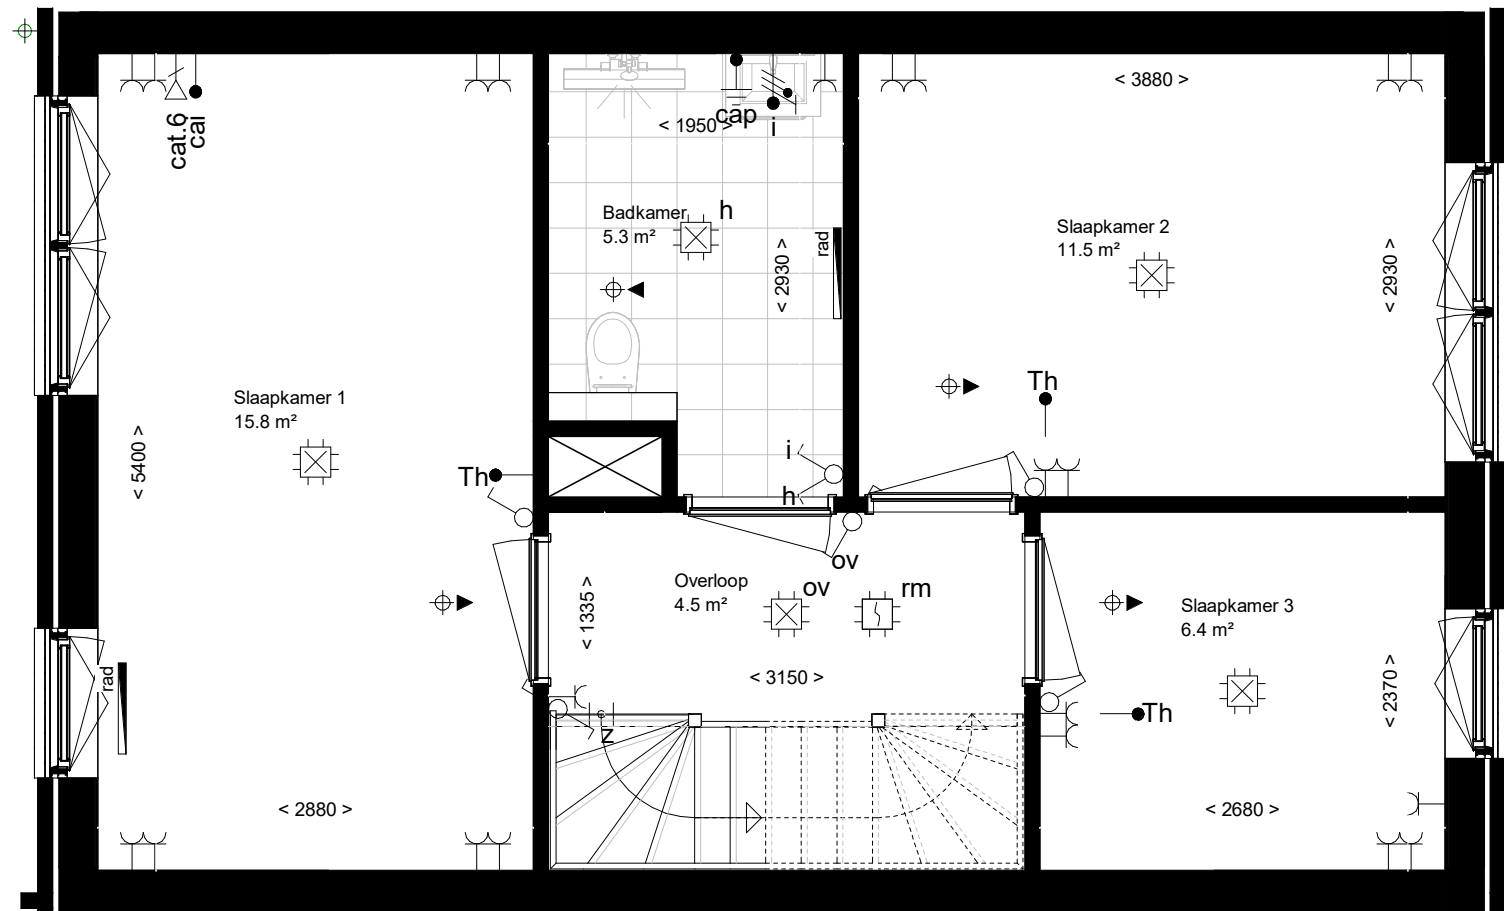 < 3880 >
cat.6
cai
cap
< 1950 >
i
Badkamer
5.3 m²
h
rad
< 2930 >
Slaapkamer 2
11.5 m²
< 2930 >
Th
Slaapkamer 1
15.8 m²
< 5400 >
Th
i
h
ov
Overloop
4.5 m²
ov
rm
< 1335 >
< 3150 >
Slaapkamer 3
6.4 m²
< 2370 >
Th
rad
z
< 2880 >
< 2680 >